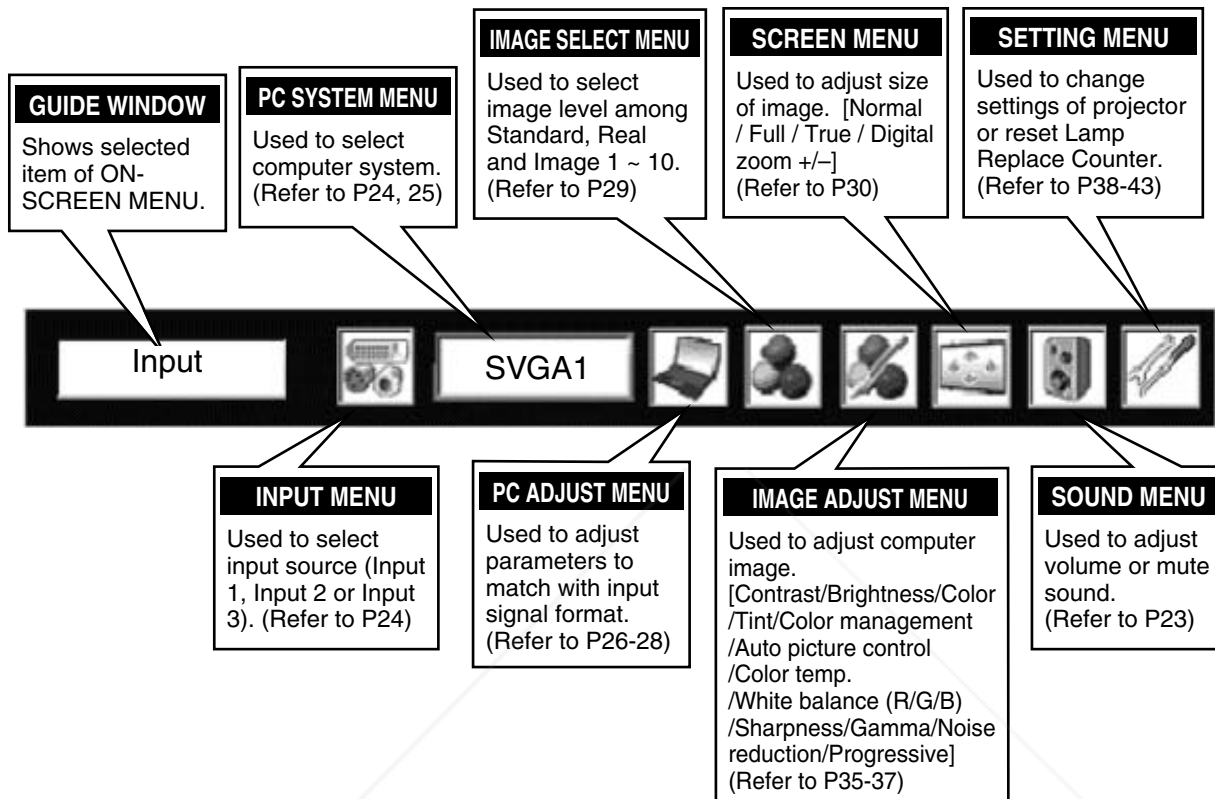 GUIDE WINDOW
Shows selected
item of ON-
SCREEN MENU.
PC SYSTEM MENU
Used to select
computer system.
(Refer to P24, 25)
IMAGE SELECT MENU
Used to select
image level among
Standard, Real
and Image 1 ~ 10.
(Refer to P29)
SCREEN MENU
Used to adjust size
of image.  [Normal
/ Full / True / Digital
zoom +/–]
(Refer to P30)
SETTING MENU
Used to change
settings of projector
or reset Lamp
Replace Counter.
(Refer to P38-43)
Input
SVGA1
INPUT MENU
Used to select
input source (Input
1, Input 2 or Input
3). (Refer to P24)
PC ADJUST MENU
Used to adjust
parameters to
match with input
signal format.
(Refer to P26-28)
IMAGE ADJUST MENU
Used to adjust computer
image.
[Contrast/Brightness/Color
/Tint/Color management
/Auto picture control
/Color temp.
/White balance (R/G/B)
/Sharpness/Gamma/Noise
reduction/Progressive]
(Refer to P35-37)
SOUND MENU
Used to adjust
volume or mute
sound.
(Refer to P23)